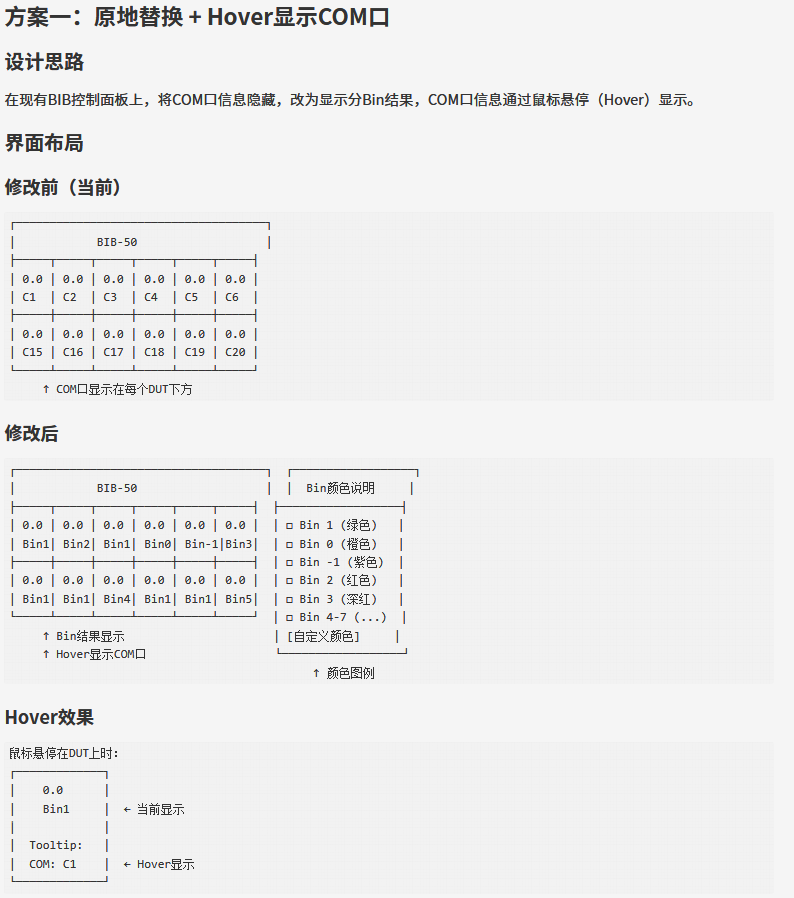 方案一：原地替换 + Hover显示COM口
设计思路
在现有BIB控制面板上，将COM口信息隐藏，改为显示分Bin结果，COM口信息通过鼠标悬停（Hover）显示。
界面布局
修改前（当前）
BIB-50
| 0.0 | 0.0 | 0.0 | 0.0 | 0.0 | 0.0 |
| C1 | C2 | C3 | C4 | C5 | C6 |
| 0.0 | 0.0 | 0.0 | 0.0 | 0.0 | 0.0 |
| C15 | C16 | C17 | C18 | C19 | C20 |
↑ COM口显示在每个DUT下方
修改后
| BIB-50 | | Bin颜色说明 |
| 0.0 | 0.0 | 0.0 | 0.0 | 0.0 | 0.0 | | □ Bin 1 (绿色) |
| Bin1| Bin2| Bin1| Bin0| Bin-1|Bin3| | □ Bin 0 (橙色) |
| □ Bin -1 (紫色) |
| 0.0 | 0.0 | 0.0 | 0.0 | 0.0 | 0.0 | | □ Bin 2 (红色) |
| Bin1| Bin1| Bin4| Bin1| Bin1| Bin5| | □ Bin 3 (深红) |
| □ Bin 4-7 (...) |
↑ Bin结果显示 | [自定义颜色] |
↑ Hover显示COM口
↑ 颜色图例
Hover效果
鼠标悬停在DUT上时:
| 0.0 |
| Bin1 | ← 当前显示
| Tooltip: |
| COM: C1 | ← Hover显示